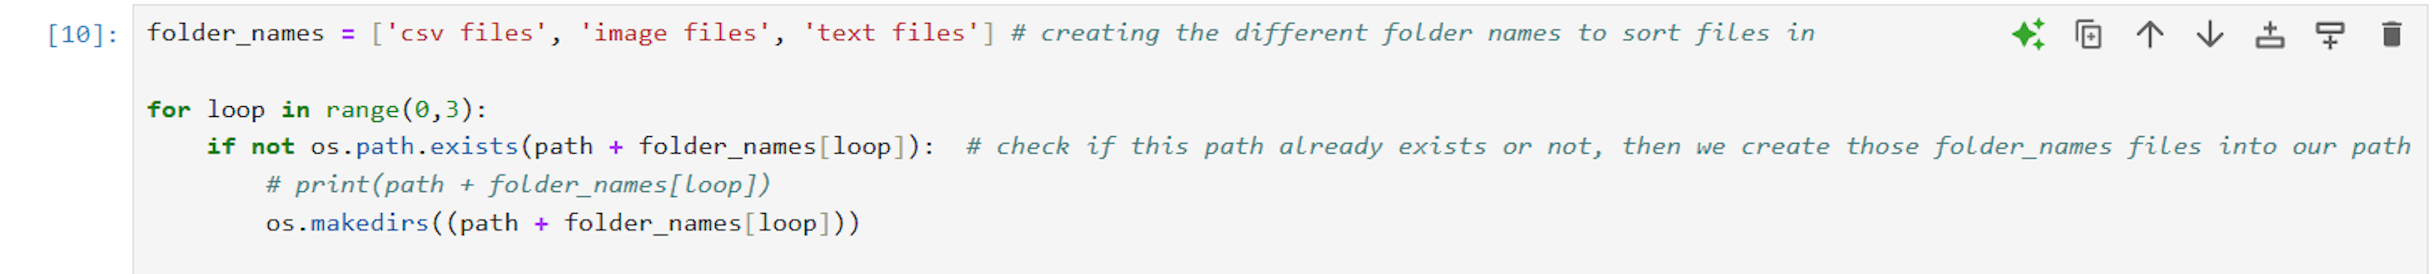 [10]: folder_names = ['csv files', 'image files', 'text files'] # creating the different folder names to sort files in
for loop in range(0,3):
if not os.path.exists(path + folder_names[loop]):  # check if this path already exists or not, then we create those folder_names files into our path
# print(path + folder_names[loop])
os.makedirs((path + folder_names[loop]))